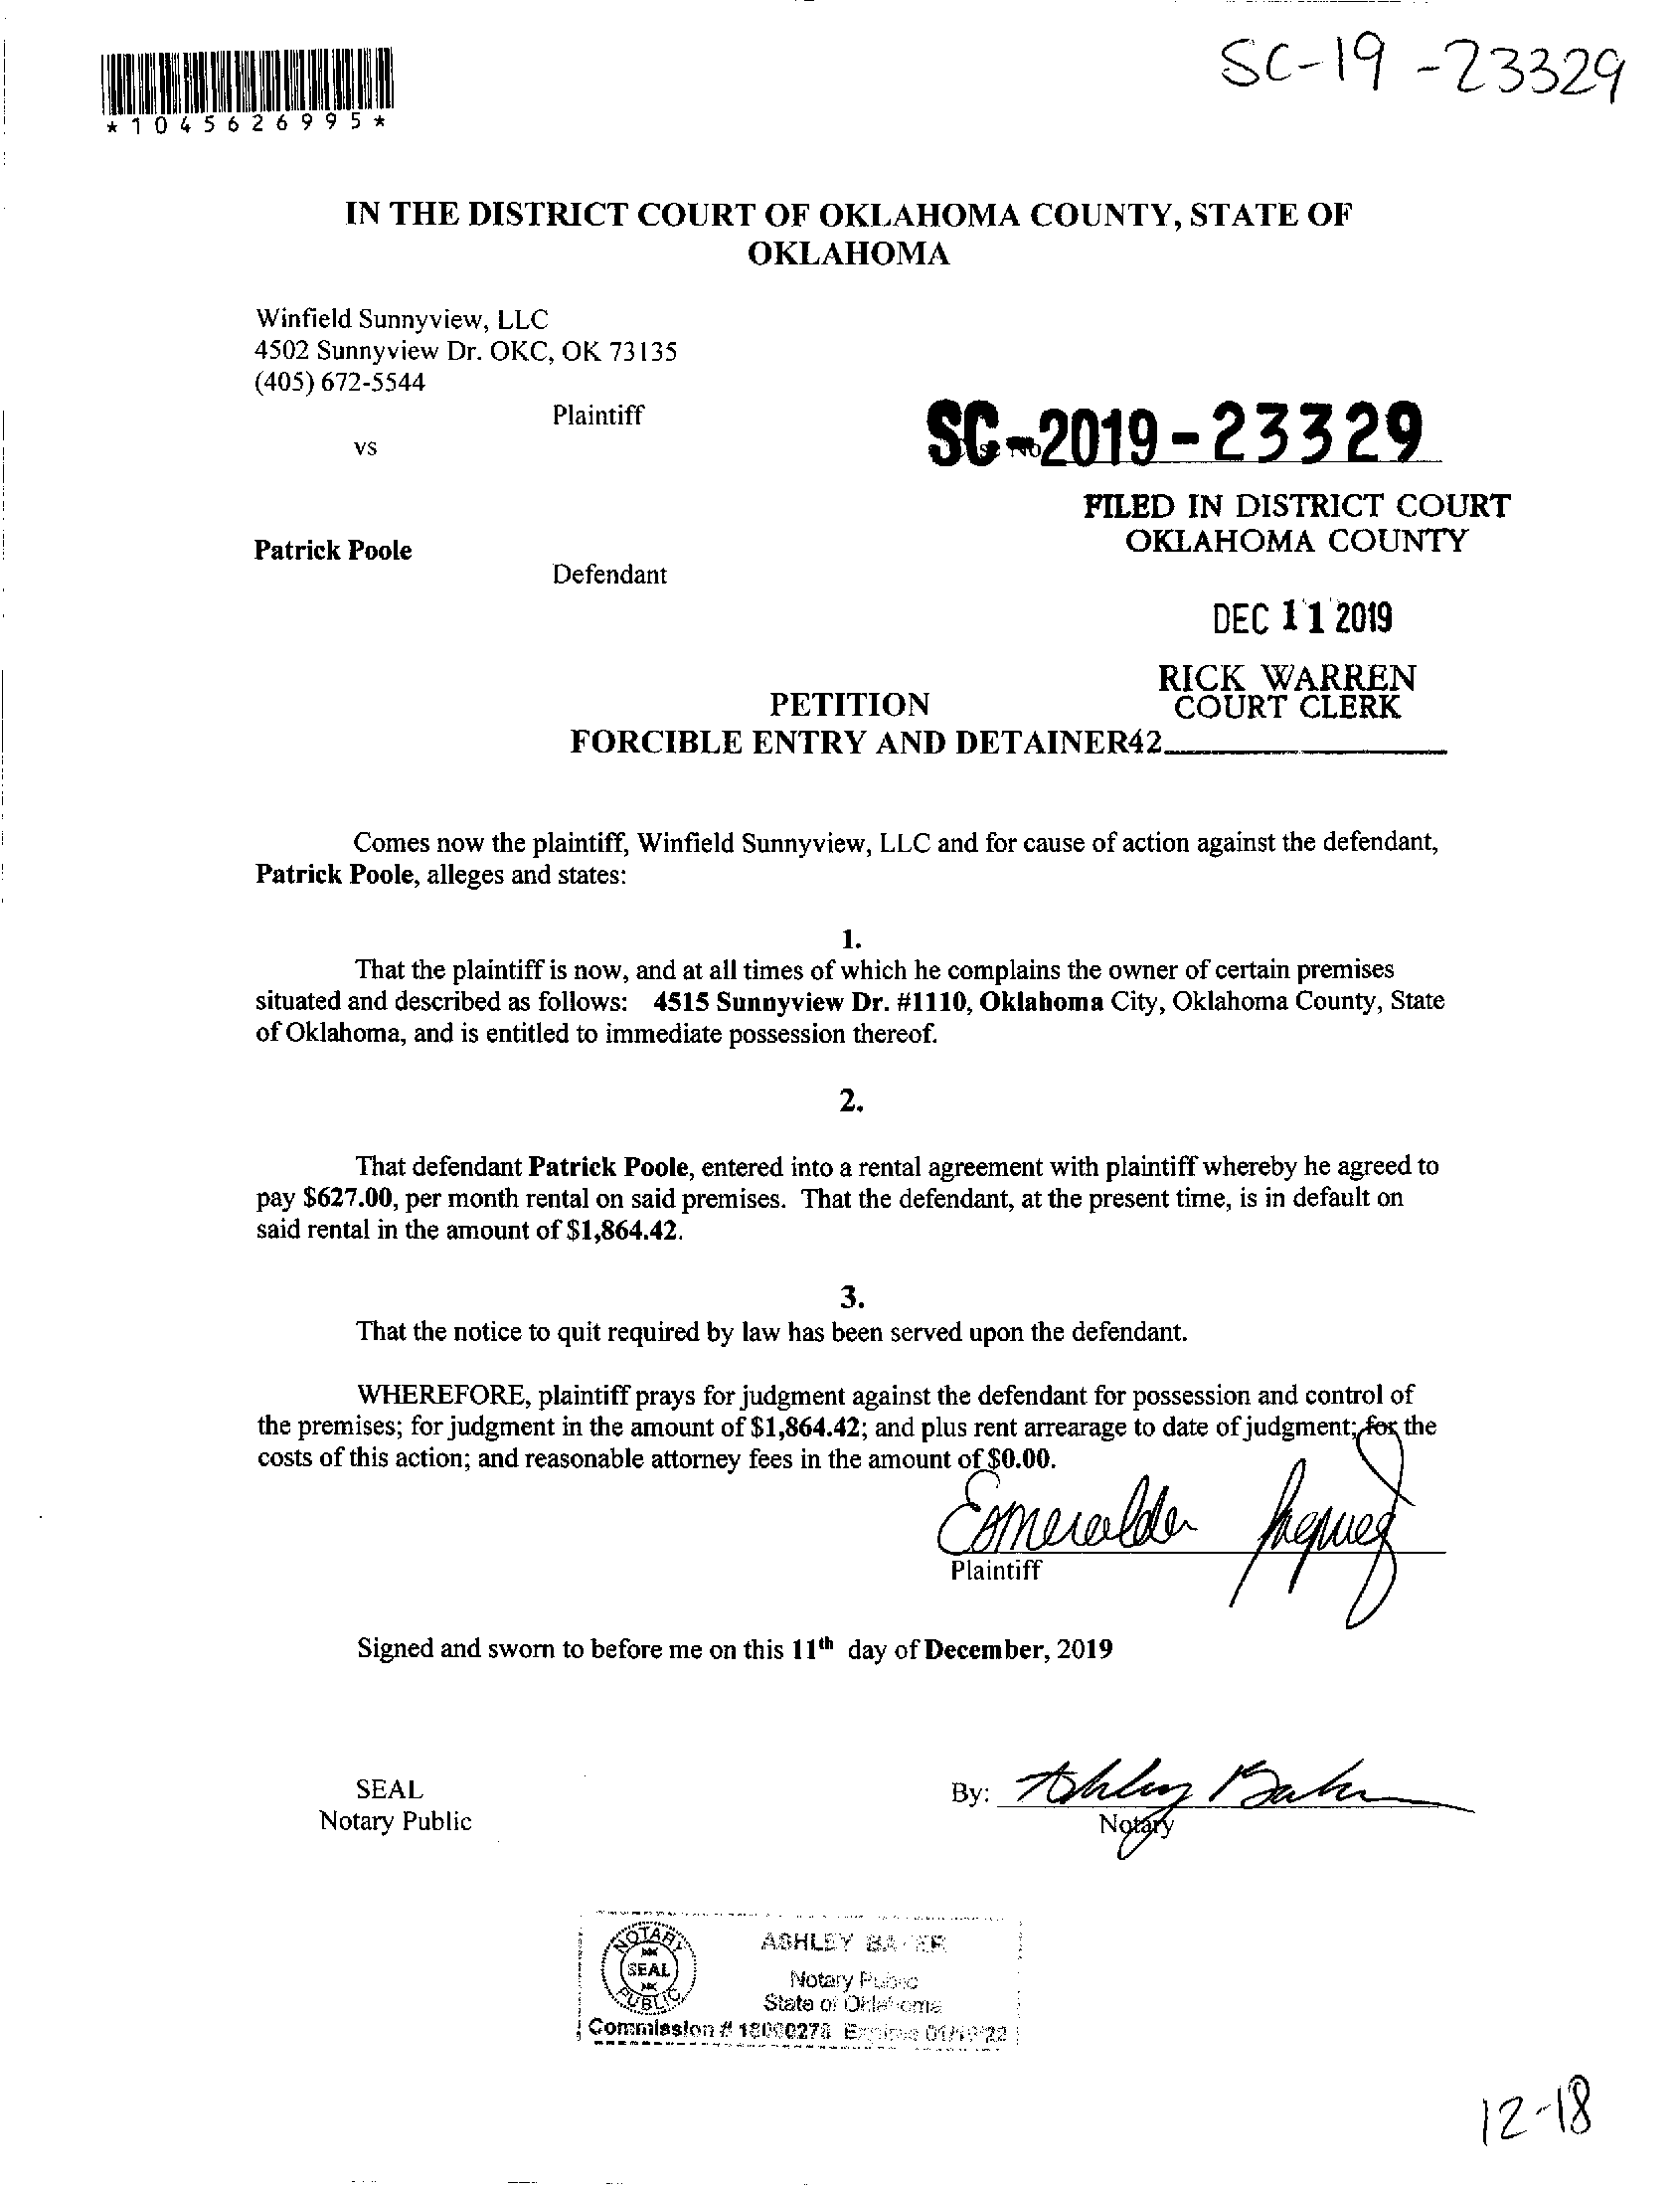 SC-19-23329
*1045626995*
IN THE DISTRICT COURT OF OKLAHOMA COUNTY, STATE OF
OKLAHOMA
Winfield Sunnyview, LLC
4502 Sunnyview Dr. OKC, OK 73135
(405) 672-5544
Plaintiff
vs
SC-2019-23329
FILED IN DISTRICT COURT
OKLAHOMA COUNTY
Patrick Poole
Defendant
DEC 11 2019
RICK WARREN
COURT CLERK
PETITION
FORCIBLE ENTRY AND DETAINER42
Comes now the plaintiff, Winfield Sunnyview, LLC and for cause of action against the defendant,
Patrick Poole, alleges and states:
1.
That the plaintiff is now, and at all times of which he complains the owner of certain premises
situated and described as follows: 4515 Sunnyview Dr. #1110, Oklahoma City, Oklahoma County, State
of Oklahoma, and is entitled to immediate possession thereof.
2.
That defendant Patrick Poole, entered into a rental agreement with plaintiff whereby he agreed to
pay $627.00, per month rental on said premises. That the defendant, at the present time, is in default on
said rental in the amount of $1,864.42.
3.
That the notice to quit required by law has been served upon the defendant.
WHEREFORE, plaintiff prays for judgment against the defendant for possession and control of
the premises; for judgment in the amount of $1,864.42; and plus rent arrearage to date of judgment; for the
costs of this action; and reasonable attorney fees in the amount of $0.00.
Esmeralda
Plaintiff
Signed and sworn to before me on this 11th day of December, 2019
SEAL
Notary Public
By: Ashley Baker
Notary
NOTARY
SEAL
PUBLIC
ASHLEY BAKER
Notary Public
State of Oklahoma
Commission # Expires
12-18